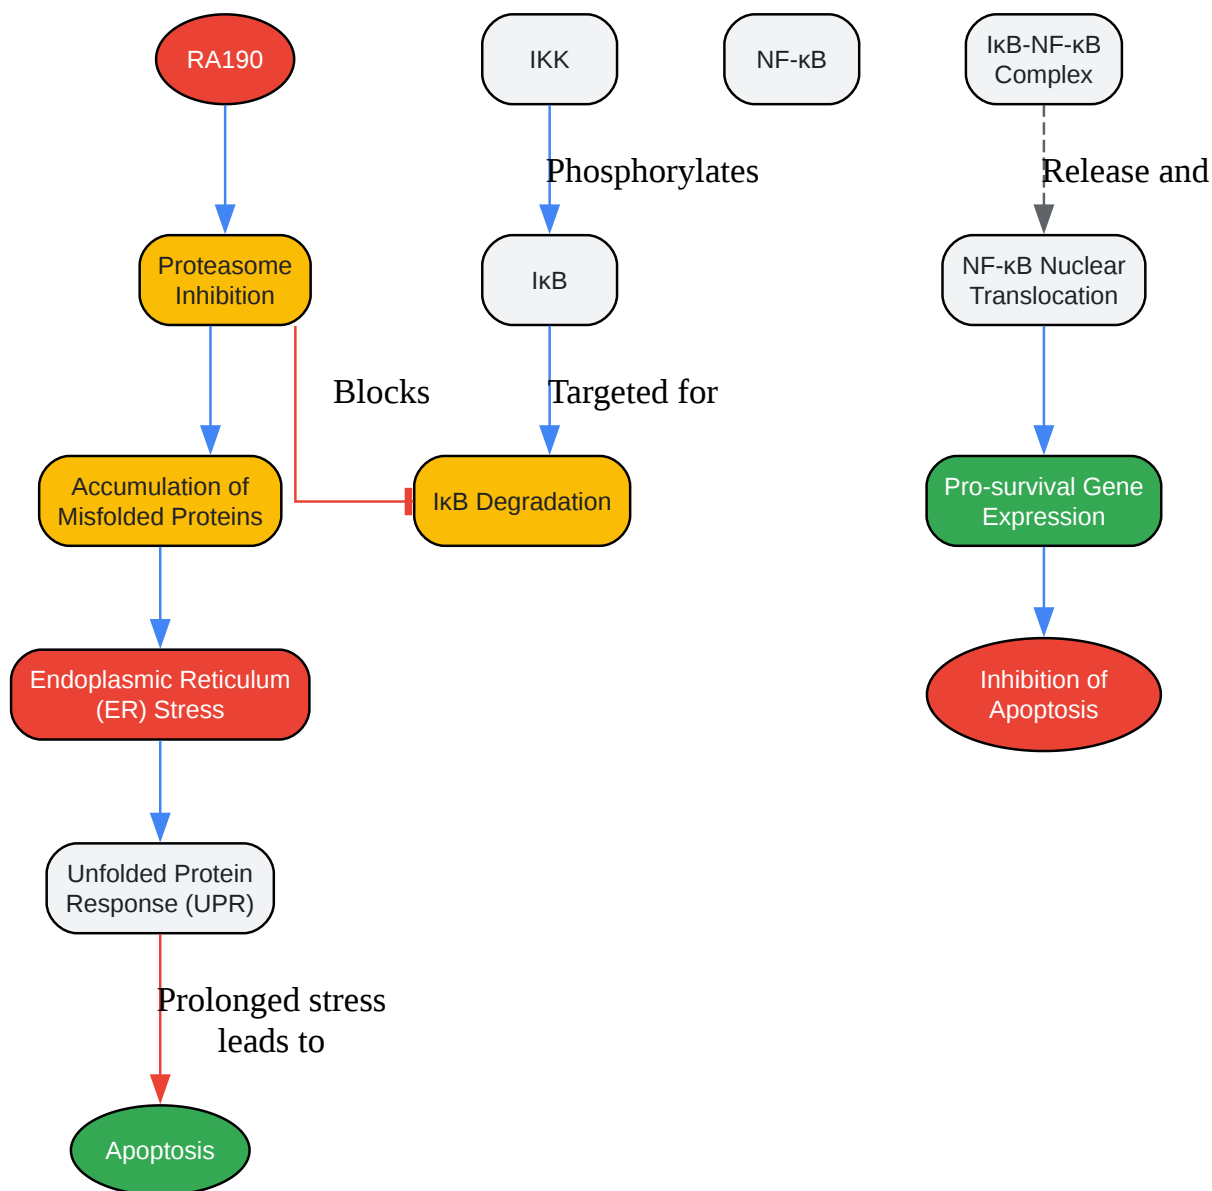 RA190
IKK
NF-κB
IκB-NF-κB
Complex
Phosphorylates
Release and
Proteasome
Inhibition
IκB
NF-κB Nuclear
Translocation
Blocks
Targeted for
Accumulation of
Misfolded Proteins
IκB Degradation
Pro-survival Gene
Expression
Endoplasmic Reticulum
(ER) Stress
Inhibition of
Apoptosis
Unfolded Protein
Response (UPR)
Prolonged stress
leads to
Apoptosis